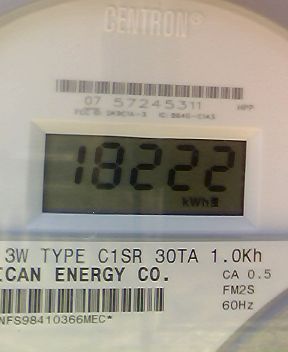 CENTRON®
07 57245311
18222
kWh
3W TYPE C1SR 30TA 1.0Kh
ICAN ENERGY CO.
CA 0.5
FM2S
60Hz
NFS98410366MEC*